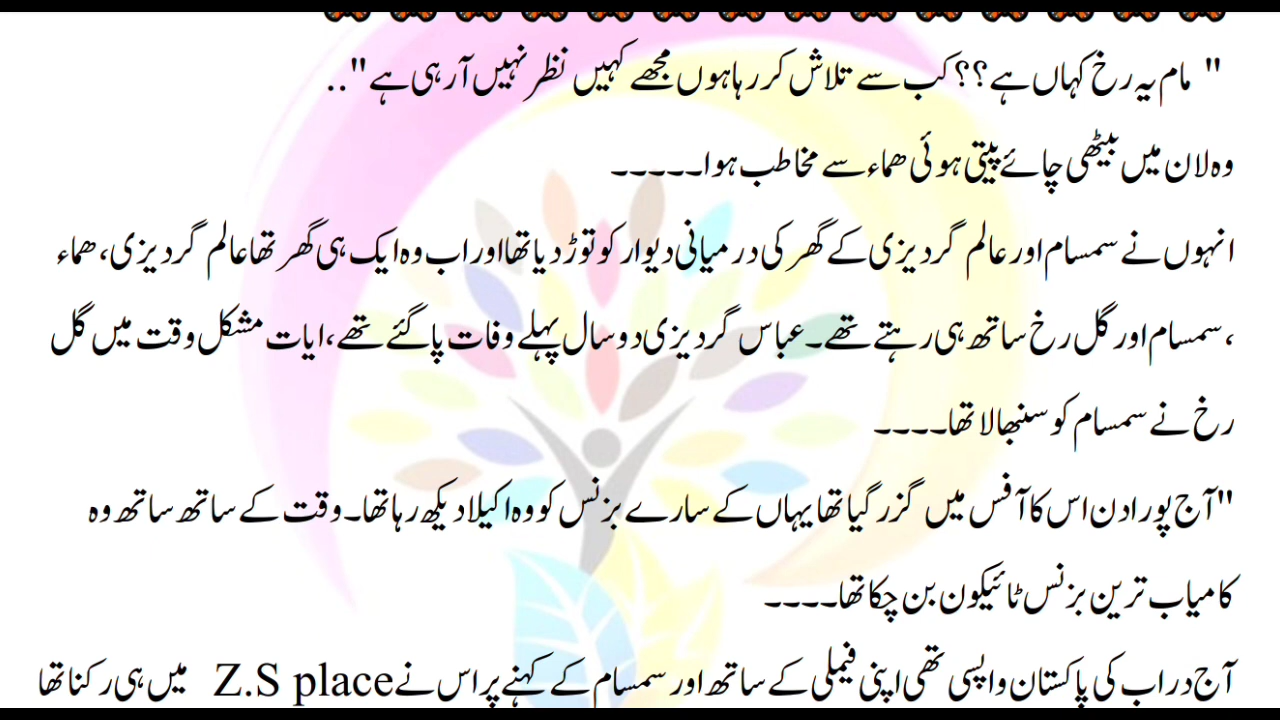 " مام یہ رخ کہاں ہے؟؟ کب سے تلاش کر رہا ہوں مجھے کہیں نظر نہیں آ رہی ہے"..
وہ لان میں بیٹھی چائے پیتی ہوئی ھماء سے مخاطب ہوا۔۔۔۔۔
انہوں نے سمسام اور عالم گردیزی کے گھر کی درمیانی دیوار کو توڑ دیا تھا اور اب وہ ایک ہی گھر تھا عالم گردیزی، ھماء
،سمسام اور گل رخ ساتھ ہی رہتے تھے۔ عباس گردیزی دو سال پہلے وفات پا گئے تھے، ایات مشکل وقت میں گل
رخ نے سمسام کو سنبھالا تھا۔۔۔۔
"آج پورا دن اس کا آفس میں گزر گیا تھا یہاں کے سارے بزنس کو وہ اکیلا دیکھ رہا تھا۔ وقت کے ساتھ ساتھ وہ
کامیاب ترین بزنس ٹائیکون بن چکا تھا۔۔۔۔
آج دراب کی پاکستان واپسی تھی اپنی فیملی کے ساتھ اور سمسام کے کہنے پر اس نے Z.S place میں ہی رکنا تھا